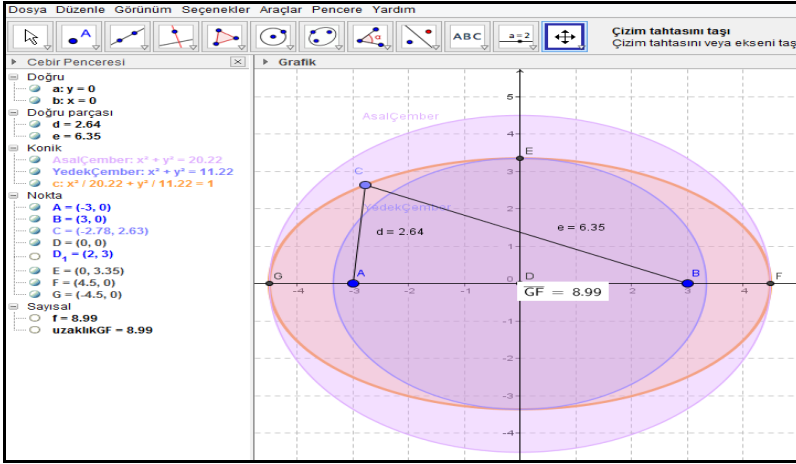 Dosya Düzenle Görünüm Seçenekler Araçlar Pencere Yardım
A
α
ABC
a=2
Çizim tahtasını taşı
Çizim tahtasını veya ekseni taş
Cebir Penceresi
Grafik
Doğru
a: y = 0
b: x = 0
Doğru parçası
d = 2.64
e = 6.35
Konik
AsalÇember: x² + y² = 20.22
YedekÇember: x² + y² = 11.22
c: x² / 20.22 + y² / 11.22 = 1
Nokta
A = (-3, 0)
B = (3, 0)
C = (-2.78, 2.63)
D = (0, 0)
D₁ = (2, 3)
E = (0, 3.35)
F = (4.5, 0)
G = (-4.5, 0)
Sayısal
f = 8.99
uzaklıkGF = 8.99
5
AsalÇember
4
E
3
C
YedekÇember
2
d = 2.64
e = 6.35
1
G
A
0
D
B
F
-4
-3
-2
-1
3
4
GF = 8.99
-1
-2
-3
-4